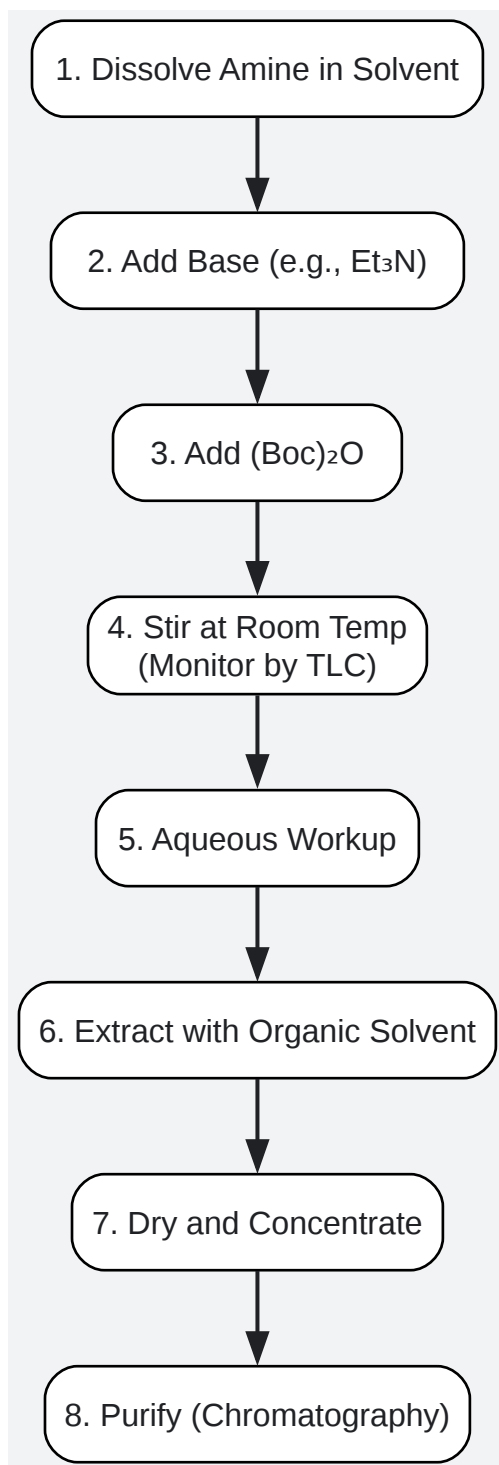 1. Dissolve Amine in Solvent
2. Add Base (e.g., Et₃N)
3. Add (Boc)₂O
4. Stir at Room Temp
(Monitor by TLC)
5. Aqueous Workup
6. Extract with Organic Solvent
7. Dry and Concentrate
8. Purify (Chromatography)